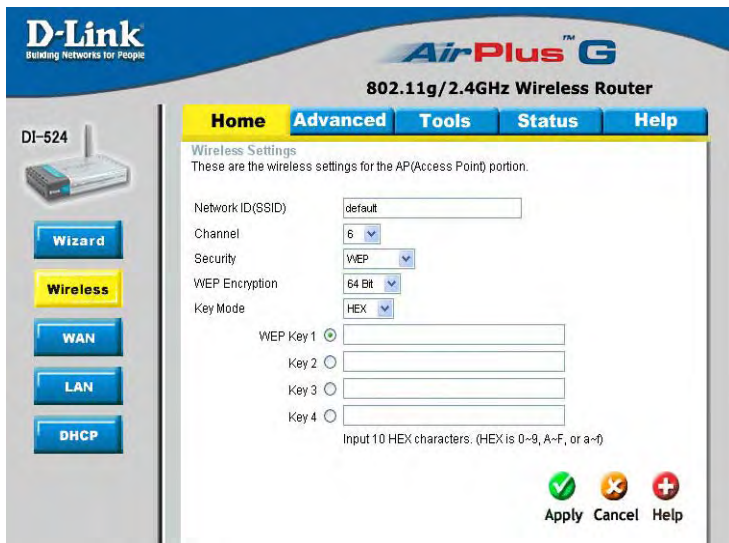 D-Link
Building Networks for People
AirPlus G™
802.11g/2.4GHz Wireless Router
DI-524
Home Advanced Tools Status Help
Wizard
Wireless
WAN
LAN
DHCP
Wireless Settings
These are the wireless settings for the AP(Access Point) portion.
Network ID(SSID) default
Channel 6
Security WEP
WEP Encryption 64 Bit
Key Mode HEX
WEP Key 1
Key 2
Key 3
Key 4
Input 10 HEX characters. (HEX is 0~9, A~F, or a~f)
Apply Cancel Help